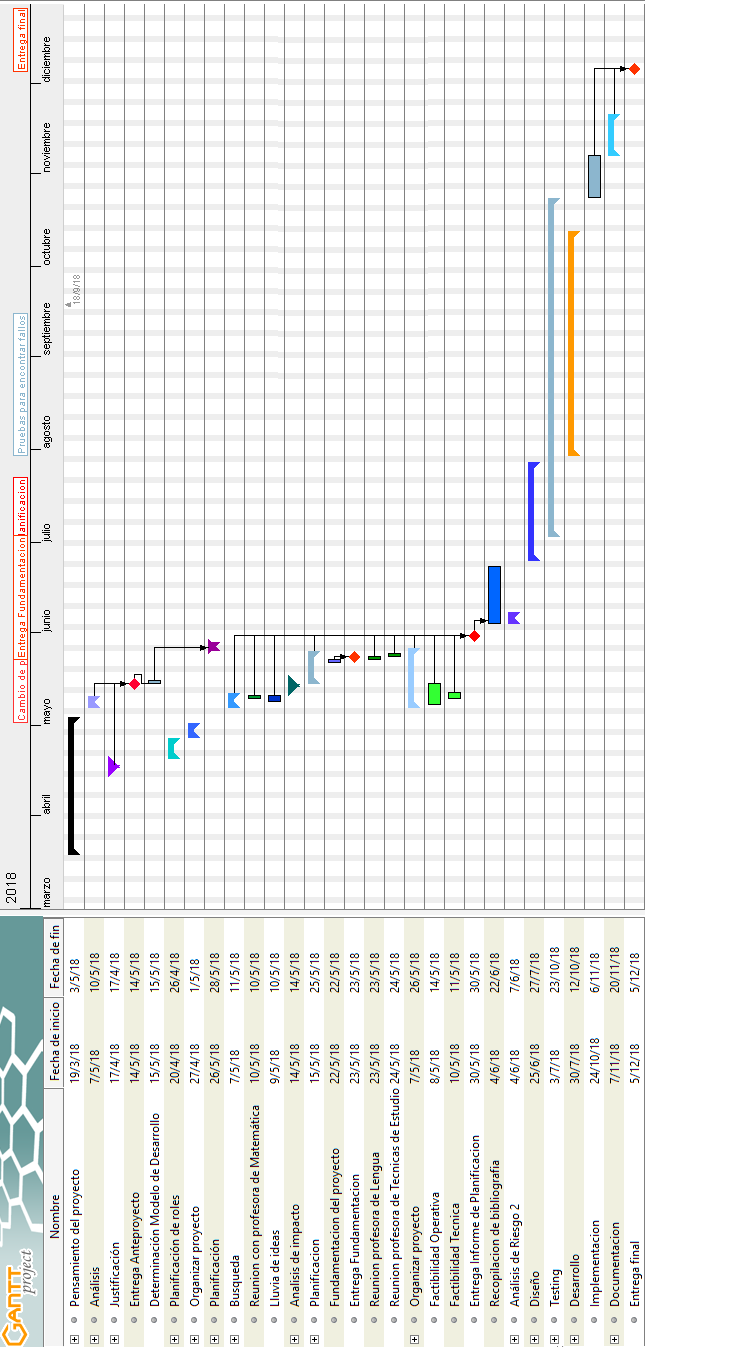 GANTT
project
Nombre Fecha de inicio Fecha de fin
Pensamiento del proyecto 19/3/18 3/5/18
Análisis 7/5/18 10/5/18
Justificación 17/4/18 17/4/18
Entrega Anteproyecto 14/5/18 14/5/18
Determinación Modelo de Desarrollo 15/5/18 15/5/18
Planificación de roles 20/4/18 26/4/18
Organizar proyecto 27/4/18 1/5/18
Planificación 26/5/18 28/5/18
Busqueda 7/5/18 11/5/18
Reunion con profesora de Matemática 10/5/18 10/5/18
Lluvia de ideas 9/5/18 10/5/18
Analisis de impacto 14/5/18 14/5/18
Planificacion 15/5/18 25/5/18
Fundamentacion del proyecto 22/5/18 22/5/18
Entrega Fundamentacion 23/5/18 23/5/18
Reunion profesora de Lengua 23/5/18 23/5/18
Reunion profesora de Tecnicas de Estudio 24/5/18 24/5/18
Organizar proyecto 7/5/18 26/5/18
Factibilidad Operativa 8/5/18 14/5/18
Factibilidad Tecnica 10/5/18 11/5/18
Entrega Informe de Planificacion 30/5/18 30/5/18
Recopilacion de bibliografia 4/6/18 22/6/18
Análisis de Riesgo 2 4/6/18 7/6/18
Diseño 25/6/18 27/7/18
Testing 3/7/18 23/10/18
Desarrollo 30/7/18 12/10/18
Implementacion 24/10/18 6/11/18
Documentacion 7/11/18 20/11/18
Entrega final 5/12/18 5/12/18
2018
Cambio de p Entrega Fundamentacion lanificacion Pruebas para encontrar fallos Entrega final
marzo abril mayo junio julio agosto septiembre octubre noviembre diciembre
18/9/18